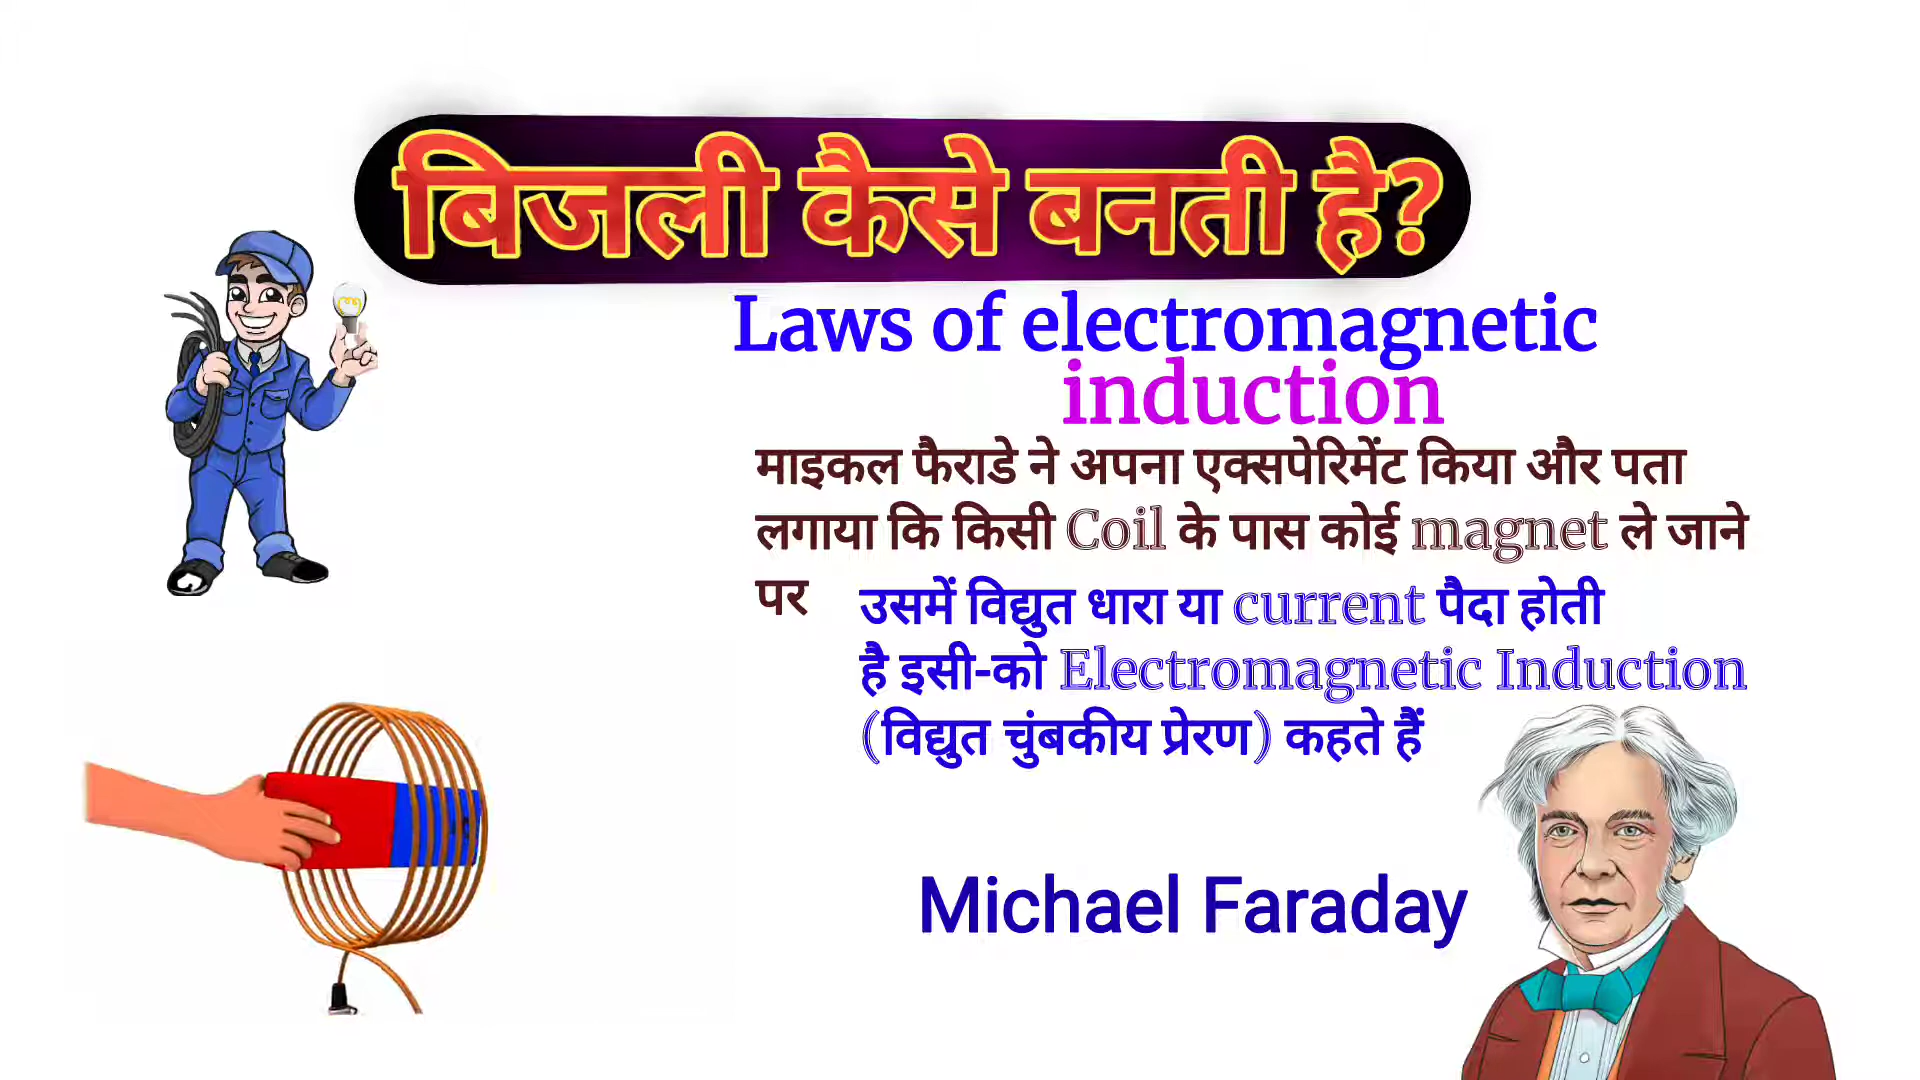 बिजली कैसे बनती है?
Laws of electromagnetic
induction
माइकल फैराडे ने अपना एक्सपेरिमेंट किया और पता
लगाया कि किसी Coil के पास कोई magnet ले जाने
पर
उसमें विद्युत धारा या current पैदा होती
है इसी-को Electromagnetic Induction
(विद्युत चुंबकीय प्रेरण) कहते हैं
Michael Faraday